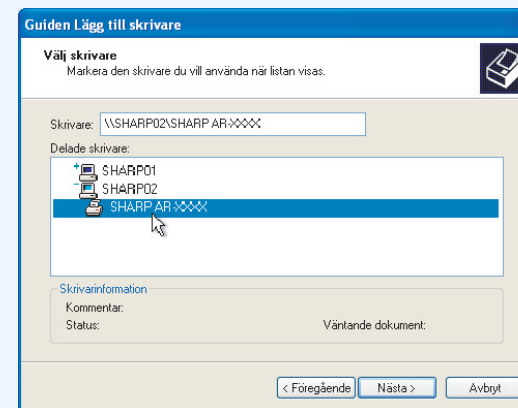 Guiden Lägg till skrivare
Välj skrivare
Markera den skrivare du vill använda när listan visas.
Skrivare: \\SHARP02\SHARP AR-XXXX
Delade skrivare:
SHARP01
SHARP02
SHARP AR-XXXX
Skrivarinformation
Kommentar:
Status: Väntande dokument:
< Föregående Nästa > Avbryt